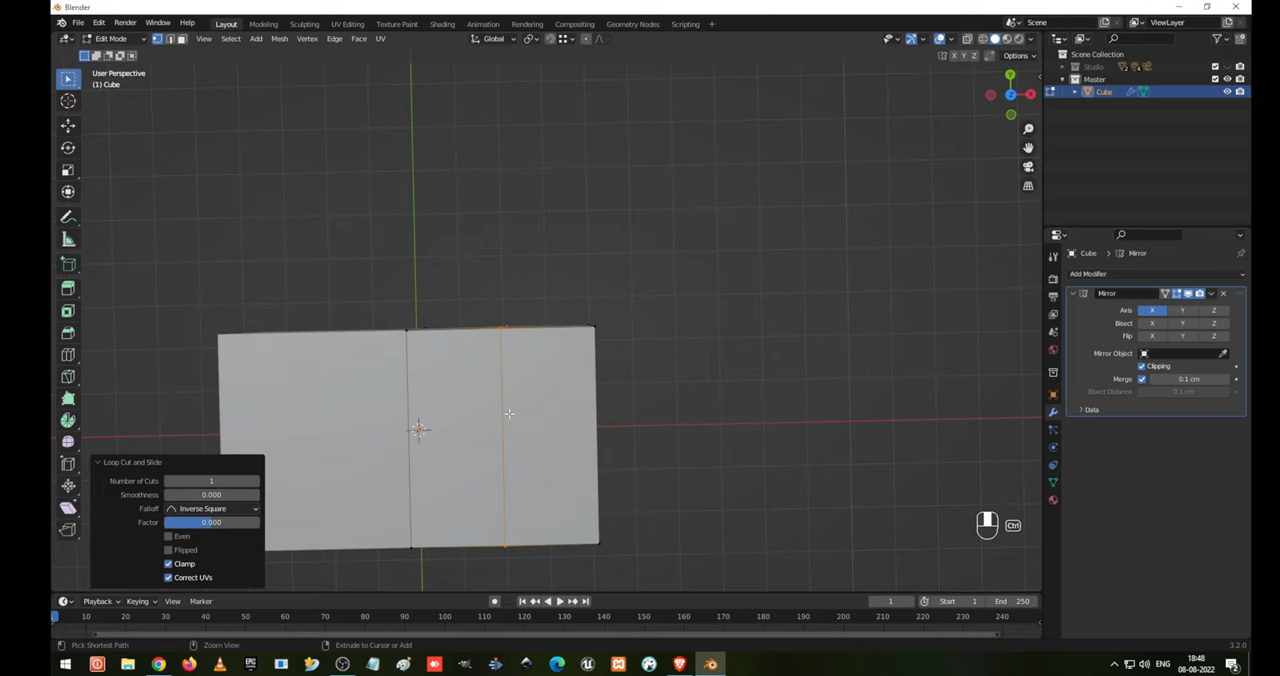 Blender
File Edit Render Window Help Layout Modeling Sculpting UV Editing Texture Paint Shading Animation Rendering Compositing Geometry Nodes Scripting + Scene ViewLayer
Edit Mode View Select Add Mesh Vertex Edge Face UV Global
X Y Z Options
User Perspective
(1) Cube
Y
Z X
Scene Collection
Studio 2 4
Master
Cube
Cube > Mirror
Add Modifier
Mirror
Axis X Y Z
Bisect X Y Z
Flip X Y Z
Mirror Object
Clipping
Merge 0.1 cm
Bisect Distance 0.1 cm
Data
Loop Cut and Slide
Number of Cuts 1
Smoothness 0.000
Falloff Inverse Square
Factor 0.000
Even
Flipped
Clamp
Correct UVs
Ctrl
Playback Keying View Marker 1 Start 1 End 250
10 20 30 40 50 60 70 80 90 100 110 120 130 140 150 160 170 180 190 200 210 220 230 240
Pick Shortest Path Zoom View Extrude to Cursor or Add 3.2.0
ENG 18:48
08-08-2022 2